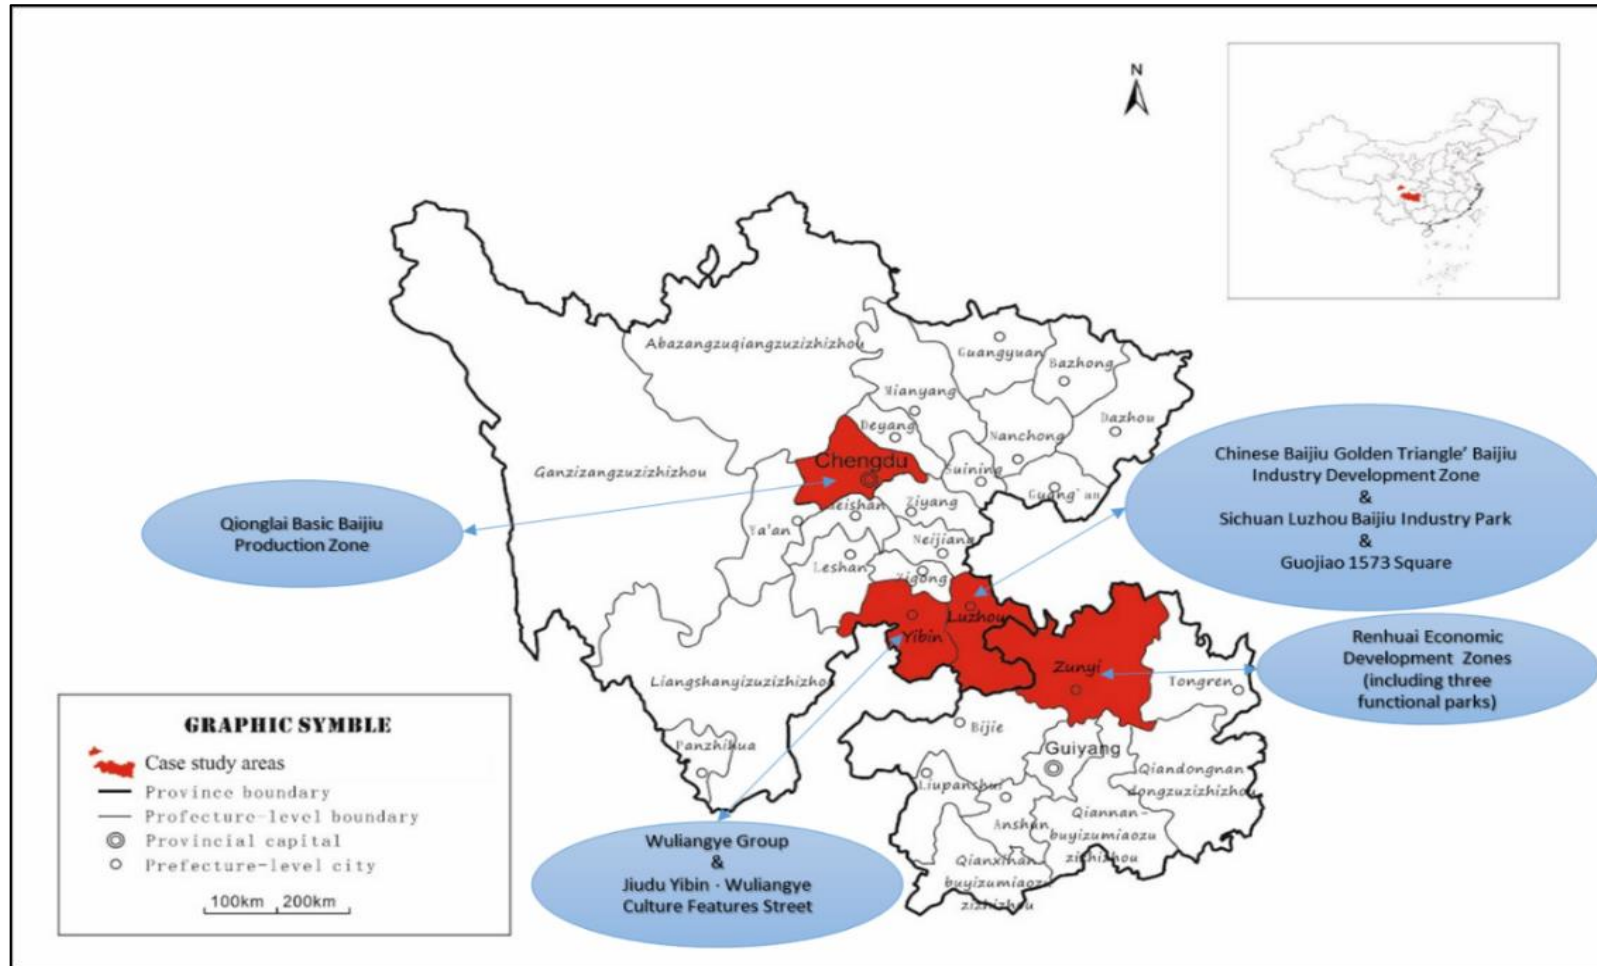 N
Abazangzuqiangzuzizhizhou
Guangyuan
Bazhong
Mianyang
Dazhou
Deyang
Nanchong
Chengdu
Ganzizangzuzizhizhou
Suining
Guang'an
Ziyang
Meishan
Ya'an
Neijiang
Leshan
Zigong
Luzhou
Yibin
Zunyi
Liangshanyizuzizhizhou
Tongren
Panzhihua
Bijie
Guiyang
Liupanshui
Qiandongnan
dongzuzizhizhou
Anshun
Qiannan-
buyizumiaozu
zizhizhou
Qianxinan
buyizumiaozu
zizhizhou
Qionglai Basic Baijiu
Production Zone
Chinese Baijiu Golden Triangle' Baijiu
Industry Development Zone
&
Sichuan Luzhou Baijiu Industry Park
&
Guojiao 1573 Square
Renhuai Economic
Development Zones
(including three
functional parks)
Wuliangye Group
&
Jiudu Yibin - Wuliangye
Culture Features Street
GRAPHIC SYMBLE
Case study areas
Province boundary
Profecture-level boundary
Provincial capital
Prefecture-level city
100km 200km